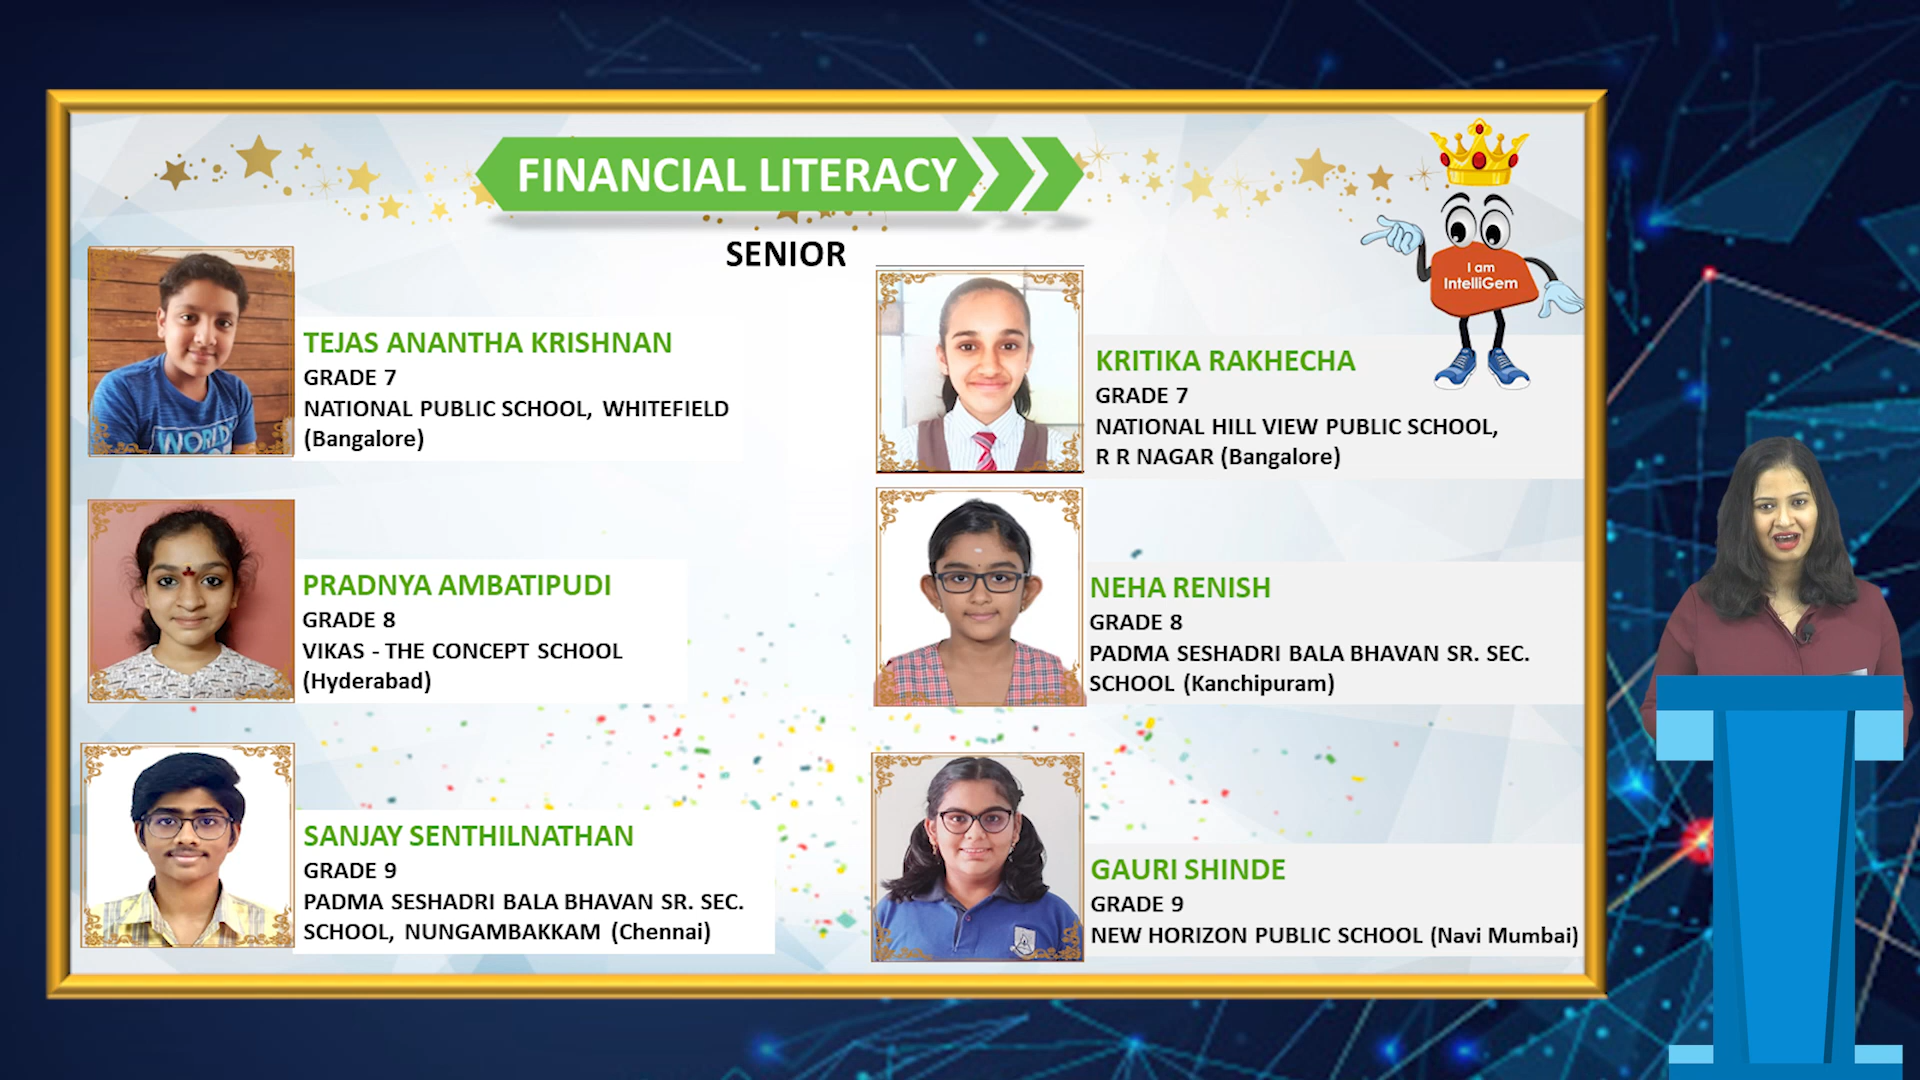 FINANCIAL LITERACY
SENIOR
I am
IntelliGem
TEJAS ANANTHA KRISHNAN
GRADE 7
NATIONAL PUBLIC SCHOOL, WHITEFIELD
(Bangalore)
WORLD
KRITIKA RAKHECHA
GRADE 7
NATIONAL HILL VIEW PUBLIC SCHOOL,
R R NAGAR (Bangalore)
PRADNYA AMBATIPUDI
GRADE 8
VIKAS - THE CONCEPT SCHOOL
(Hyderabad)
NEHA RENISH
GRADE 8
PADMA SESHADRI BALA BHAVAN SR. SEC.
SCHOOL (Kanchipuram)
SANJAY SENTHILNATHAN
GRADE 9
PADMA SESHADRI BALA BHAVAN SR. SEC.
SCHOOL, NUNGAMBAKKAM (Chennai)
GAURI SHINDE
GRADE 9
NEW HORIZON PUBLIC SCHOOL (Navi Mumbai)